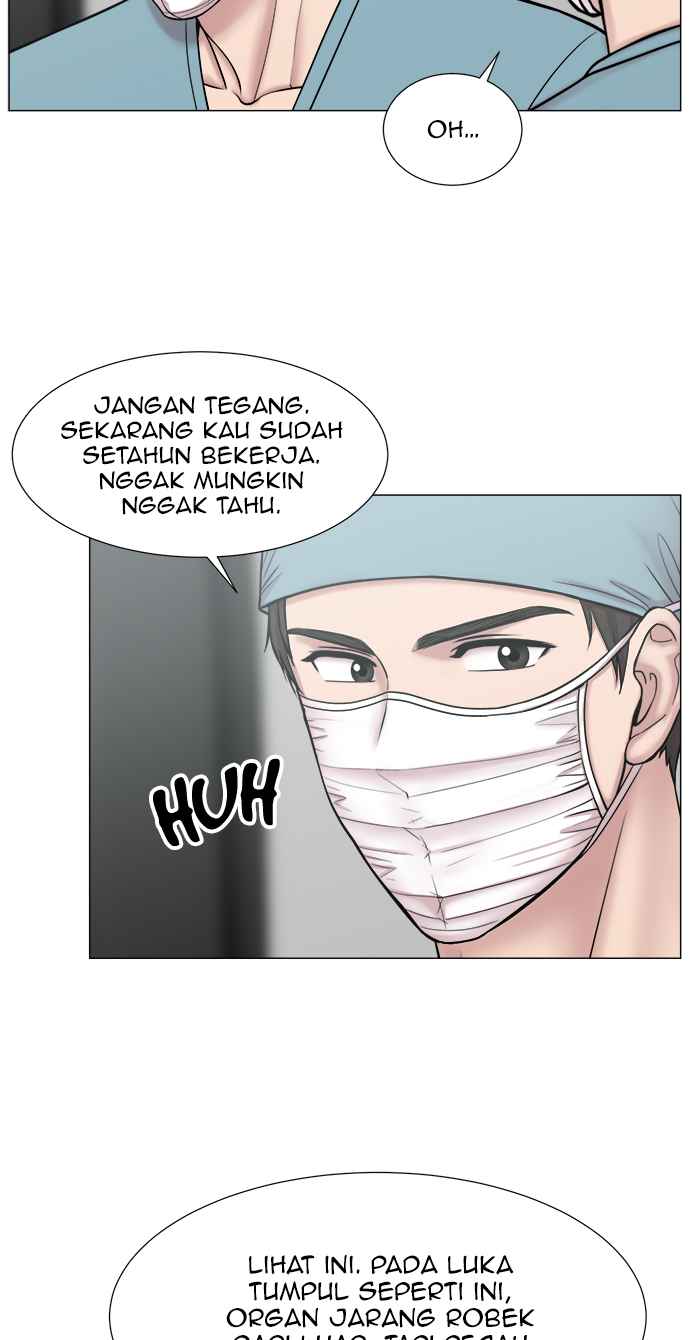 OH...
JANGAN TEGANG.
SEKARANG KAU SUDAH
SETAHUN BEKERJA.
NGGAK MUNGKIN
NGGAK TAHU.
HUH
LIHAT INI. PADA LUKA
TUMPUL SEPERTI INI,
ORGAN JARANG ROBEK